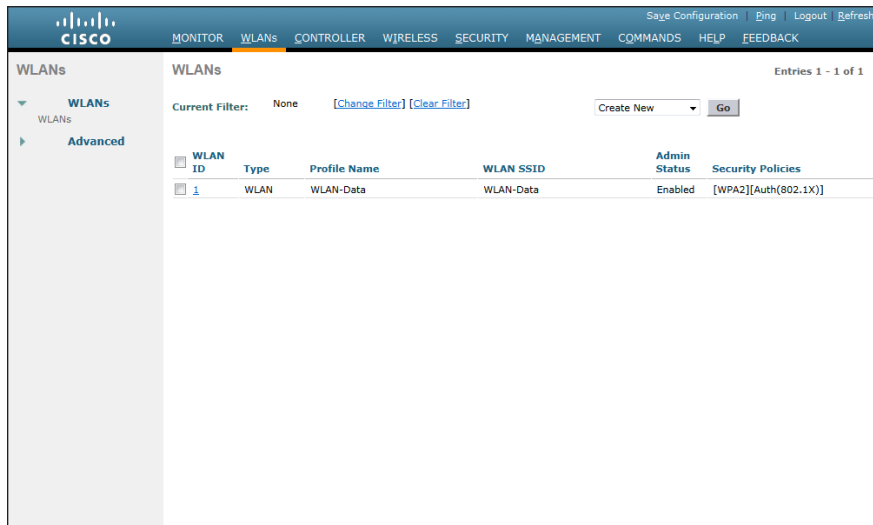 Save Configuration | Ping | Logout | Refresh
CISCO
MONITOR WLANs CONTROLLER WIRELESS SECURITY MANAGEMENT COMMANDS HELP FEEDBACK
WLANs
WLANs
WLANs
Advanced
WLANs
Entries 1 - 1 of 1
Current Filter: None [Change Filter] [Clear Filter]
Create New Go
WLAN ID Type Profile Name WLAN SSID Admin Status Security Policies
1 WLAN WLAN-Data WLAN-Data Enabled [WPA2][Auth(802.1X)]